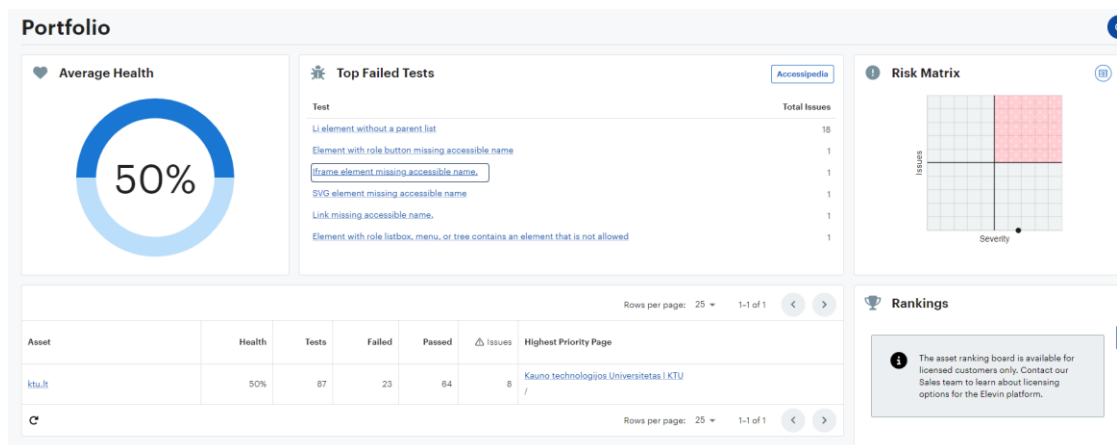 Portfolio
Average Health
50%
Top Failed Tests
Accessipedia
Test Total Issues
Li element without a parent list 18
Element with role button missing accessible name 1
Iframe element missing accessible name. 1
SVG element missing accessible name 1
Link missing accessible name. 1
Element with role listbox, menu, or tree contains an element that is not allowed 1
Risk Matrix
Issues
Severity
Rows per page: 25 1-1 of 1
Asset Health Tests Failed Passed Issues Highest Priority Page
ktu.lt 50% 87 23 64 8 Kauno technologijos Universitetas | KTU
/
Rows per page: 25 1-1 of 1
Rankings
The asset ranking board is available for
licensed customers only. Contact our
Sales team to learn about licensing
options for the Elevin platform.